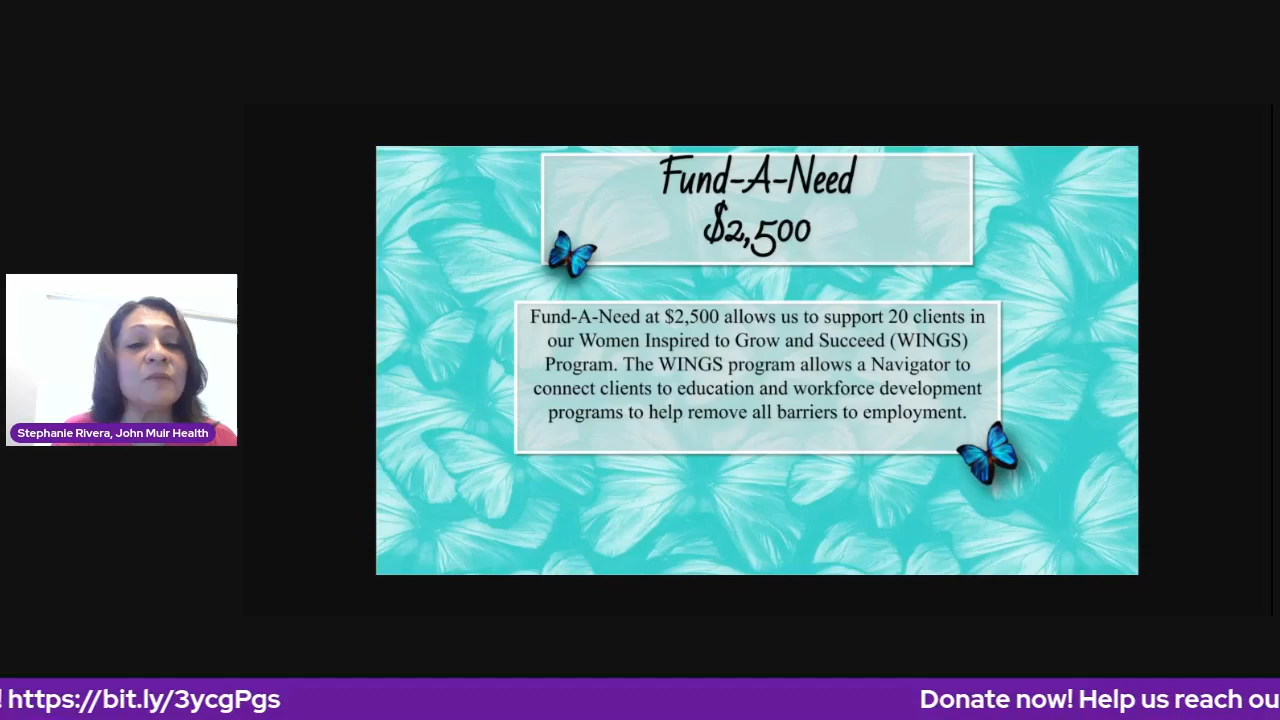 Fund-A-Need
$2,500
Fund-A-Need at $2,500 allows us to support 20 clients in
our Women Inspired to Grow and Succeed (WINGS)
Program. The WINGS program allows a Navigator to
connect clients to education and workforce development
programs to help remove all barriers to employment.
Stephanie Rivera, John Muir Health
! https://bit.ly/3ycgPgs
Donate now! Help us reach ou